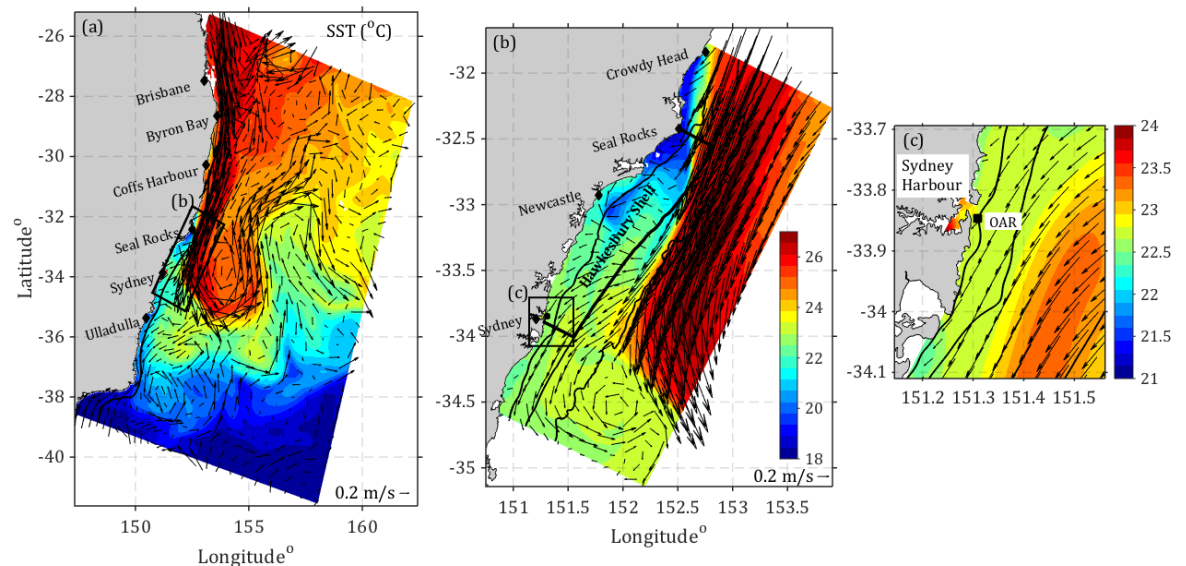 (a)
SST (°C)
-26
-28
-30
-32
-34
-36
-38
-40
Latitude°
Brisbane
Byron Bay
Coffs Harbour
(b)
Seal Rocks
Sydney
Ulladulla
0.2 m/s
150
155
160
Longitude°
(b)
-32
-32.5
-33
-33.5
-34
-34.5
-35
Crowdy Head
Seal Rocks
Newcastle
Hawkesbury Shelf
(c)
Sydney
26
24
22
20
18
0.2 m/s
151
151.5
152
152.5
153
153.5
Longitude°
(c)
-33.7
-33.8
-33.9
-34
-34.1
Sydney
Harbour
OAR
151.2
151.3
151.4
151.5
24
23.5
23
22.5
22
21.5
21